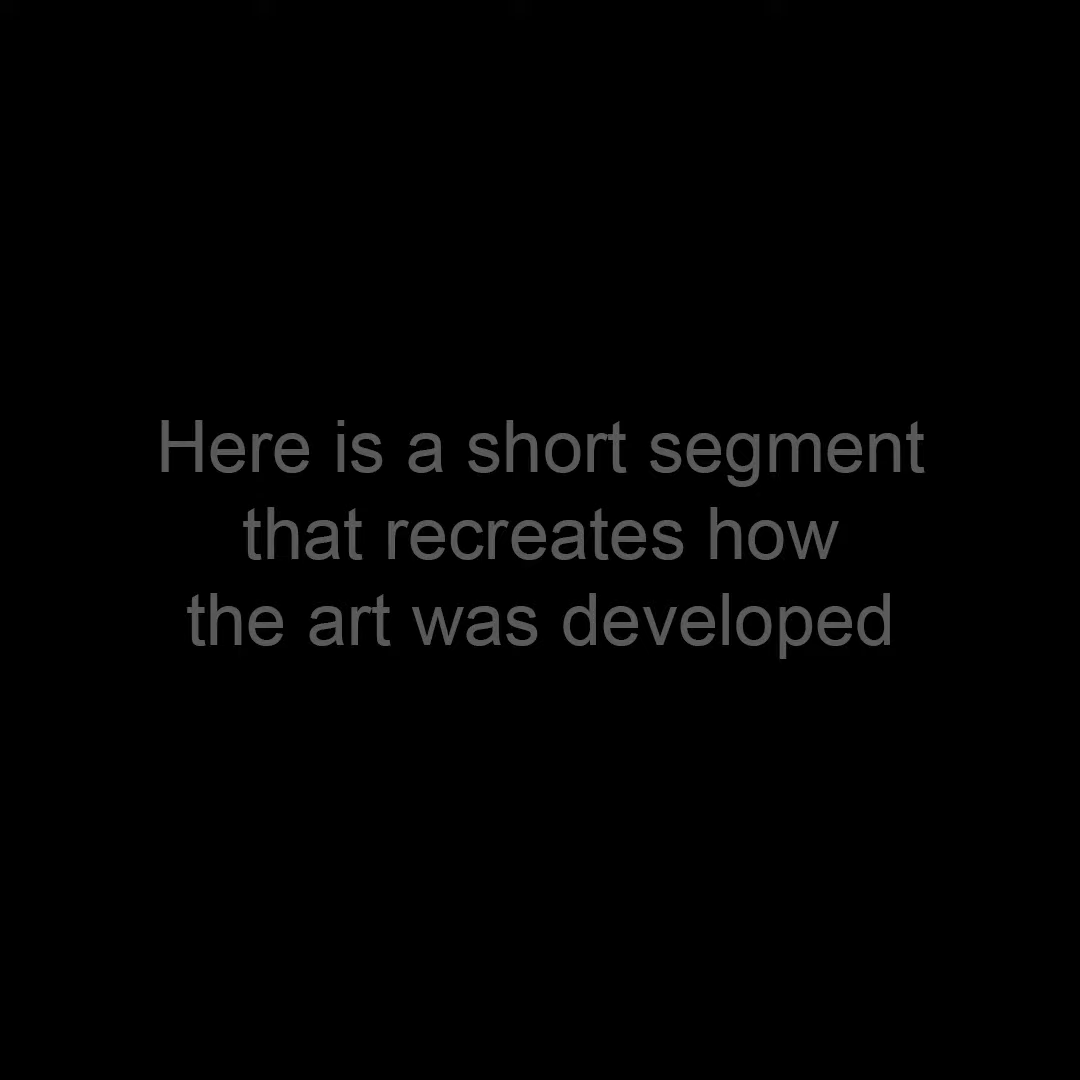 Here is a short segment
that recreates how
the art was developed